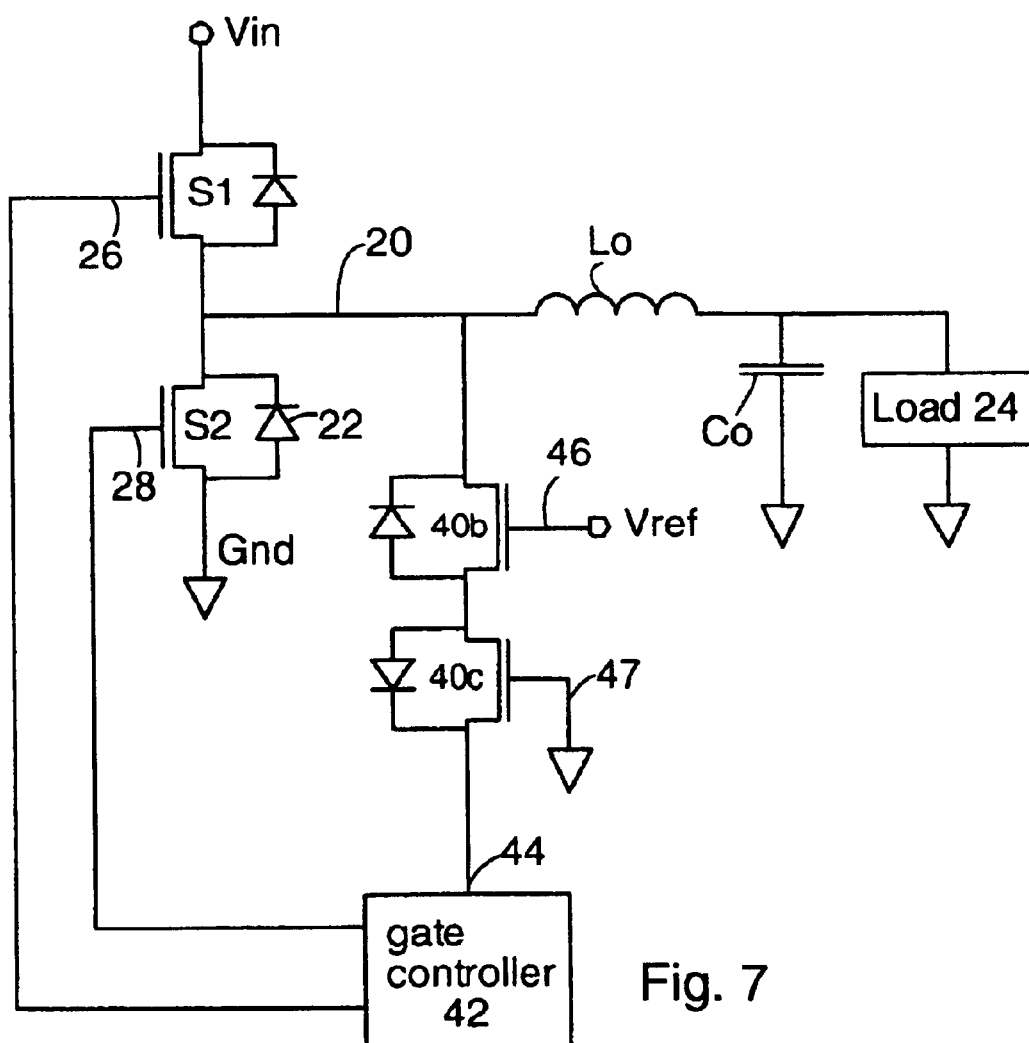 Vin
S1
26
20
Lo
S2
22
28
Gnd
Co
Load 24
46
40b
Vref
40c
47
44
gate
controller
42
Fig. 7